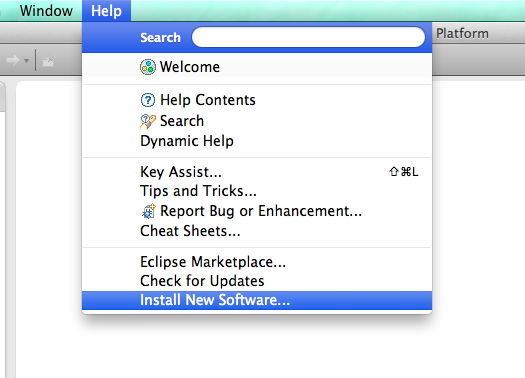 Window Help
Search
Platform
Welcome
Help Contents
Search
Dynamic Help
Key Assist... ⇧⌘L
Tips and Tricks...
Report Bug or Enhancement...
Cheat Sheets...
Eclipse Marketplace...
Check for Updates
Install New Software...